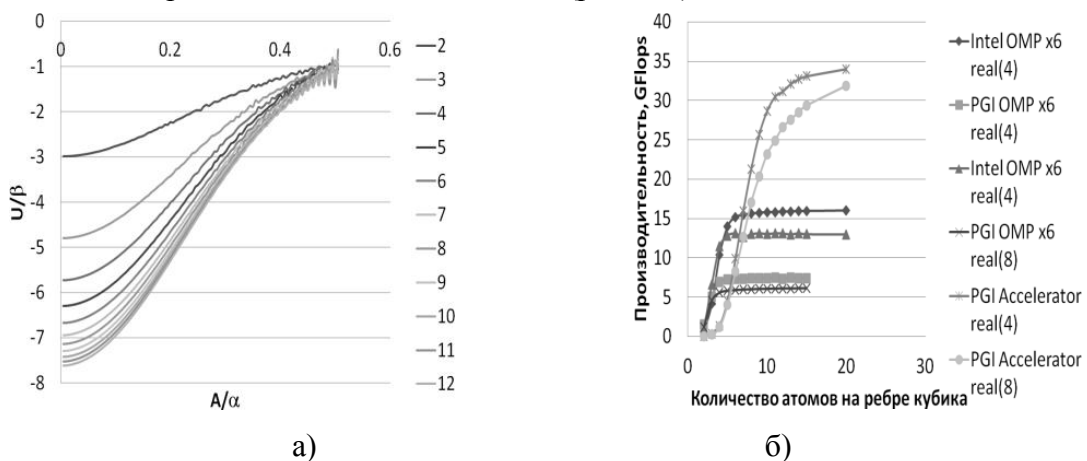 0
-1
-2
-3
-4
-5
-6
-7
-8
0
0.2
0.4
0.6
U/β
A/α
2
3
4
5
6
7
8
9
10
11
12
а)
Производительность, GFlops
40
35
30
25
20
15
10
5
0
0
10
20
30
Количество атомов на ребре кубика
Intel OMP x6
real(4)
PGI OMP x6
real(4)
Intel OMP x6
real(4)
PGI OMP x6
real(8)
PGI Accelerator
real(4)
PGI Accelerator
real(8)
б)